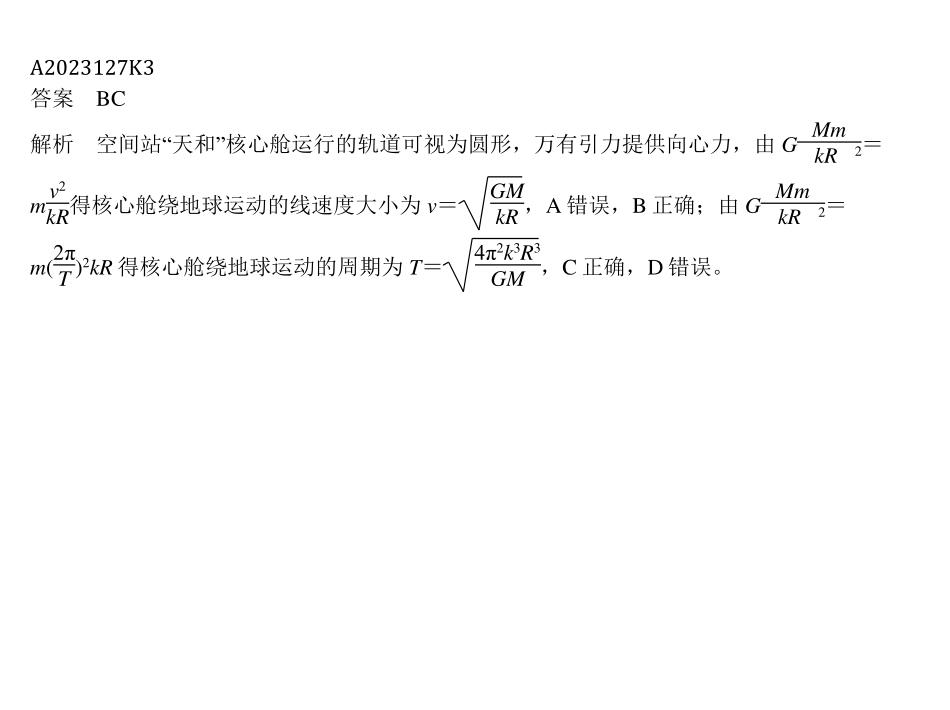 A2023127K3
答案　BC
解析　空间站“天和”核心舱运行的轨道可视为圆形，万有引力提供向心力，由 G\frac{Mm}{kR ^2}＝
m\frac{v^2}{kR}得核心舱绕地球运动的线速度大小为 v＝\sqrt{\frac{GM}{kR}}，A 错误，B 正确；由 G\frac{Mm}{kR ^2}＝
m(\frac{2π}{T})^2kR 得核心舱绕地球运动的周期为 T＝\sqrt{\frac{4π^2k^3R^3}{GM}}，C 正确，D 错误。